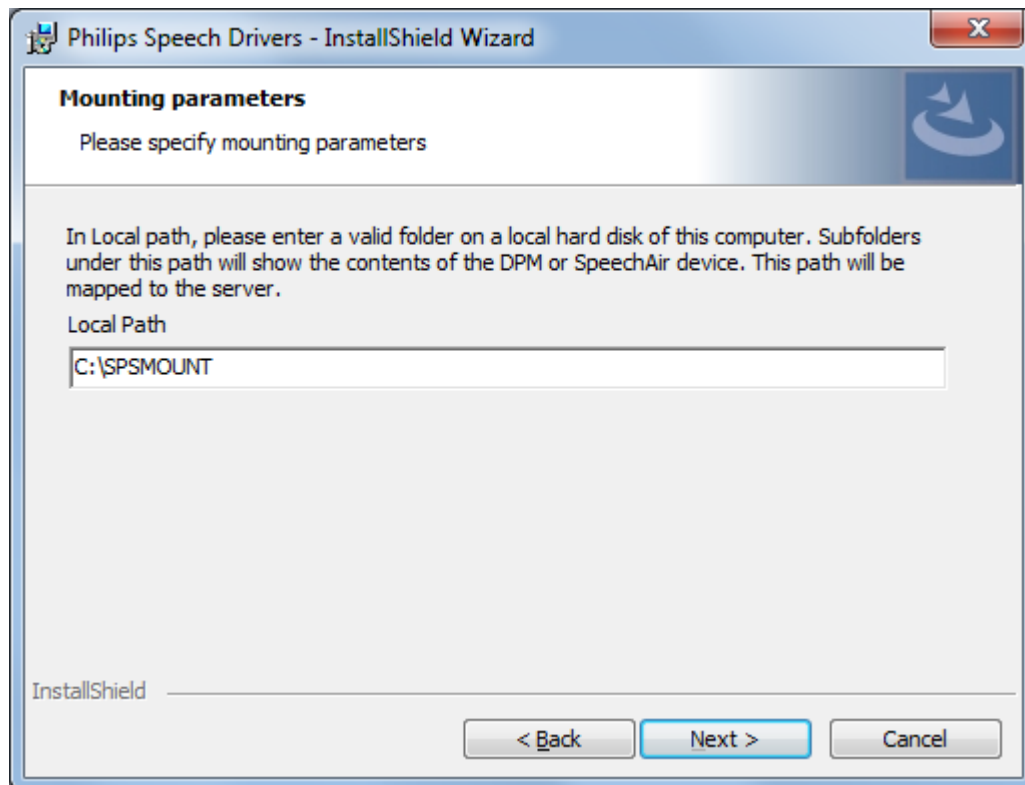 Philips Speech Drivers - InstallShield Wizard
Mounting parameters
Please specify mounting parameters
In Local path, please enter a valid folder on a local hard disk of this computer. Subfolders
under this path will show the contents of the DPM or SpeechAir device. This path will be
mapped to the server.
Local Path
C:\SPSMOUNT
InstallShield
< Back
Next >
Cancel